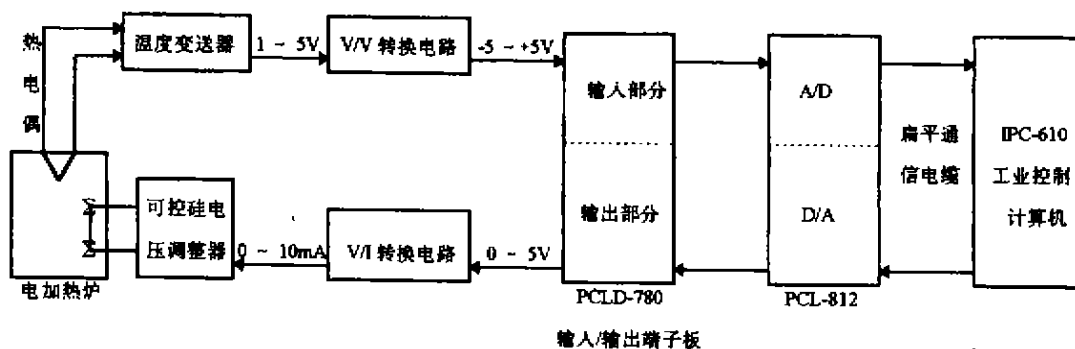 热电偶
温度变送器
1 ~ 5V
V/V 转换电路
-5 ~ +5V
输入部分
A/D
扁平通
信电缆
IPC-610
工业控制
计算机
可控硅电
压调整器
0 ~ 10mA
V/I 转换电路
0 ~ 5V
输出部分
D/A
电加热炉
PCLD-780
PCL-812
输入/输出端子板